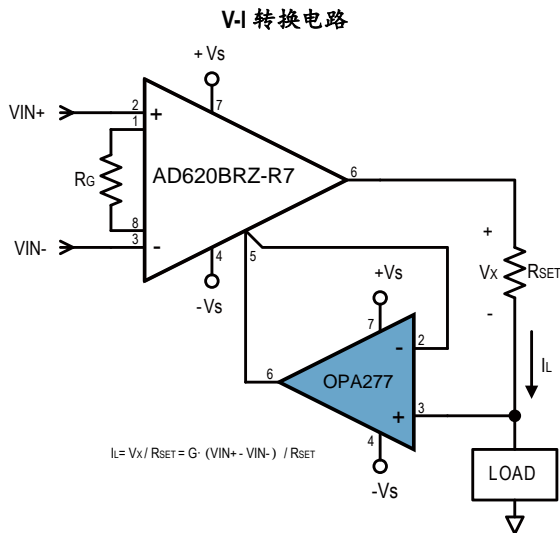 V-I 转换电路
+Vs
7
VIN+
2
+
1
RG
AD620BRZ-R7
6
8
VIN-
3
-
4
5
-Vs
+
VX
RSET
-
+Vs
7
-
2
6
OPA277
IL
+
3
4
IL= VX / RSET = G· (VIN+ - VIN-) / RSET
-Vs
LOAD